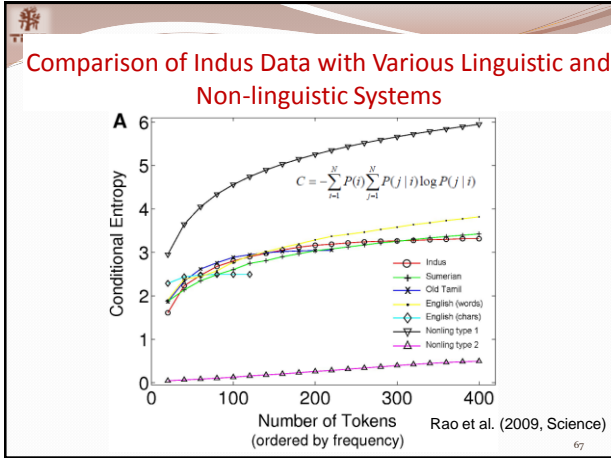 Comparison of Indus Data with Various Linguistic and
Non-linguistic Systems
A
6
5
4
3
2
1
0
Conditional Entropy
C = -\sum_{i=1}^{N} P(i) \sum_{j=1}^{N} P(j | i) log P(j | i)
Indus
Sumerian
Old Tamil
English (words)
English (chars)
Nonling type 1
Nonling type 2
0 100 200 300 400
Number of Tokens
(ordered by frequency)
Rao et al. (2009, Science)
67